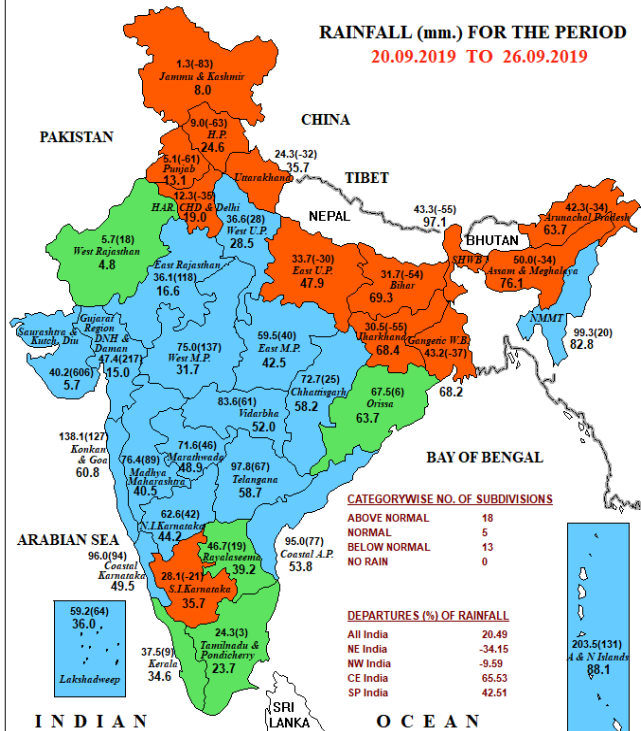 RAINFALL (mm.) FOR THE PERIOD
20.09.2019 TO 26.09.2019
1.3(-83)
Jammu & Kashmir
8.0
CHINA
9.0(-63)
H.P.
24.6
PAKISTAN
5.1(-61)
Punjab
13.1
24.3(-32)
35.7
Uttarakhand
TIBET
12.3(-35)
HAR. CHD & Delhi
19.0
NEPAL
36.6(28)
West U.P.
28.5
43.3(-55)
97.1
42.3(-34)
Arunachal Pradesh
63.7
BHUTAN
5.7(18)
West Rajasthan
4.8
SHWB
50.0(-34)
Assam & Meghalaya
76.1
33.7(-30)
East U.P.
47.9
31.7(-54)
Bihar
69.3
East Rajasthan
36.1(118)
16.6
NMMT
99.3(20)
82.8
Saurashtra &
Kutch, Diu
40.2(606)
5.7
Gujarat
Region
DNH &
Daman
47.4(217)
15.0
75.0(137)
West M.P.
31.7
59.5(40)
East M.P.
42.5
30.5(-55)
Jharkhand
68.4
Gangetic W.B.
43.2(-37)
68.2
72.7(25)
Chhattisgarh
58.2
67.5(6)
Orissa
63.7
83.6(61)
Vidarbha
52.0
138.1(127)
Konkan
& Goa
60.8
76.4(89)
Madhya
Maharashtra
40.5
71.6(46)
Marathwada
48.9
97.8(67)
Telangana
58.7
BAY OF BENGAL
62.6(42)
N.I.Karnataka
44.2
ARABIAN SEA
96.0(94)
Coastal
Karnataka
49.5
46.7(19)
Rayalaseema
39.2
95.0(77)
Coastal A.P.
53.8
28.1(-21)
S.I.Karnataka
35.7
CATEGORYWISE NO. OF SUBDIVISIONS
ABOVE NORMAL 18
NORMAL 5
BELOW NORMAL 13
NO RAIN 0
59.2(64)
36.0
Lakshadweep
37.5(9)
Kerala
34.6
24.3(3)
Tamilnadu &
Pondicherry
23.7
DEPARTURES (%) OF RAINFALL
All India 20.49
NE India -34.15
NW India -9.59
CE India 65.53
SP India 42.51
203.5(131)
A & N Islands
88.1
SRI
LANKA
INDIAN OCEAN